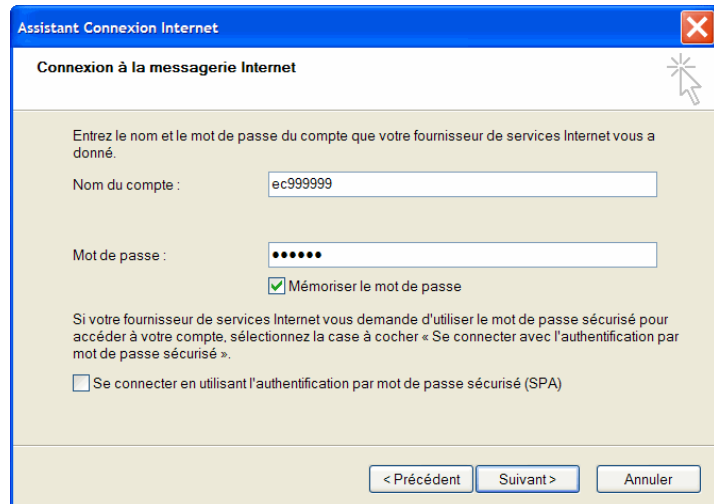 Assistant Connexion Internet
Connexion à la messagerie Internet
Entrez le nom et le mot de passe du compte que votre fournisseur de services Internet vous a
donné.
Nom du compte :
ec999999
Mot de passe :
••••••
Mémoriser le mot de passe
Si votre fournisseur de services Internet vous demande d'utiliser le mot de passe sécurisé pour
accéder à votre compte, sélectionnez la case à cocher « Se connecter avec l'authentification par
mot de passe sécurisé ».
Se connecter en utilisant l'authentification par mot de passe sécurisé (SPA)
< Précédent
Suivant >
Annuler